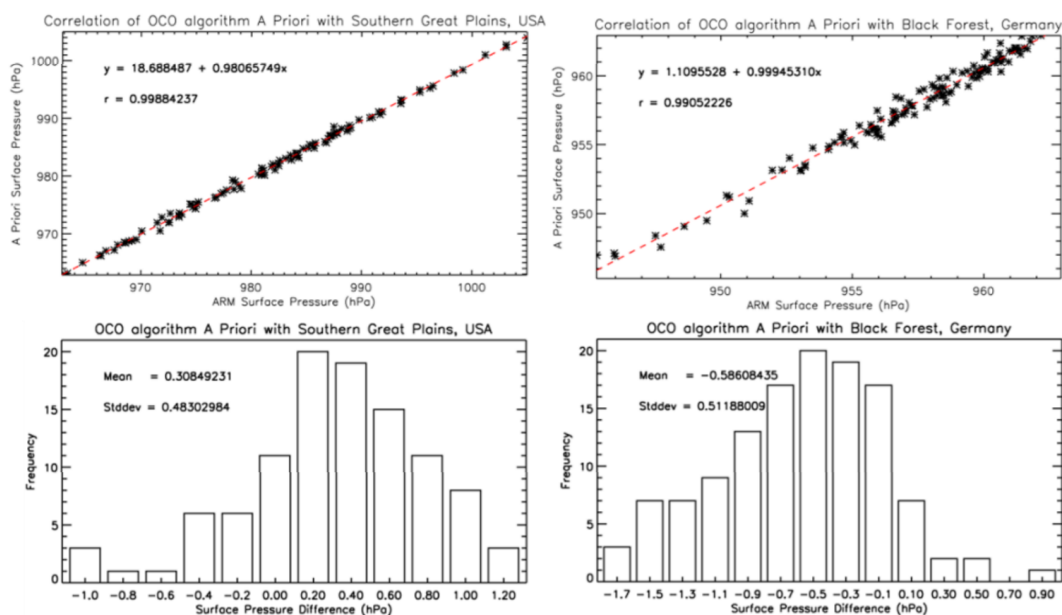 Correlation of OCO algorithm A Priori with Southern Great Plains, USA
y = 18.688487 + 0.98065749x
r = 0.99884237
A Priori Surface Pressure (hPa)
1000
990
980
970
970 980 990 1000
ARM Surface Pressure (hPa)
Correlation of OCO algorithm A Priori with Black Forest, Germany
y = 1.1095528 + 0.99945310x
r = 0.99052226
A Priori Surface Pressure (hPa)
960
955
950
950 955 960
ARM Surface Pressure (hPa)
OCO algorithm A Priori with Southern Great Plains, USA
Mean = 0.30849231
Stddev = 0.48302984
Frequency
20
15
10
5
0
-1.0 -0.8 -0.6 -0.4 -0.2 0.00 0.20 0.40 0.60 0.80 1.00 1.20
Surface Pressure Difference (hPa)
OCO algorithm A Priori with Black Forest, Germany
Mean = -0.58608435
Stddev = 0.51188009
Frequency
20
15
10
5
0
-1.7 -1.5 -1.3 -1.1 -0.9 -0.7 -0.5 -0.3 -0.1 0.10 0.30 0.50 0.70 0.90
Surface Pressure Difference (hPa)